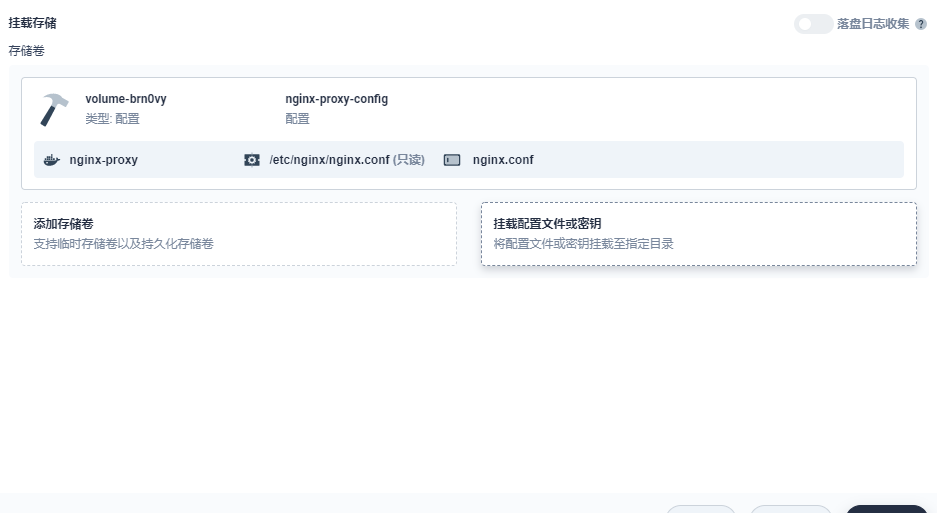 挂载存储
落盘日志收集 ?
存储卷
volume-brn0vy
nginx-proxy-config
类型: 配置
配置
nginx-proxy
/etc/nginx/nginx.conf (只读)
nginx.conf
添加存储卷
支持临时存储卷以及持久化存储卷
挂载配置文件或密钥
将配置文件或密钥挂载至指定目录